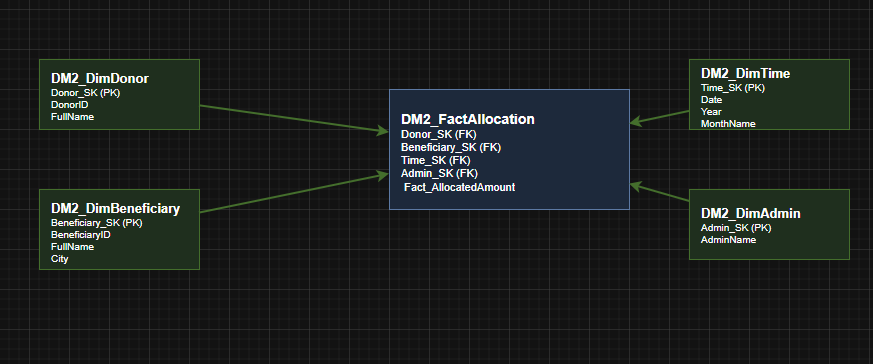 DM2_DimDonor
Donor_SK (PK)
DonorID
FullName
DM2_DimBeneficiary
Beneficiary_SK (PK)
BeneficiaryID
FullName
City
DM2_FactAllocation
Donor_SK (FK)
Beneficiary_SK (FK)
Time_SK (FK)
Admin_SK (FK)
Fact_AllocatedAmount
DM2_DimTime
Time_SK (PK)
Date
Year
MonthName
DM2_DimAdmin
Admin_SK (PK)
AdminName